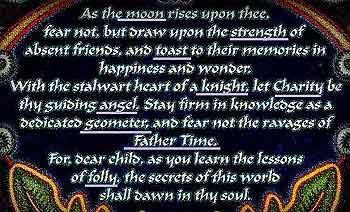 As the moon rises upon thee,
fear not, but draw upon the strength of
absent friends, and toast to their memories in
happiness and wonder.
With the stalwart heart of a knight, let Charity be
thy guiding angel. Stay firm in knowledge as a
dedicated geometer, and fear not the ravages of
Father Time.
For, dear child, as you learn the lessons
of folly, the secrets of this world
shall dawn in thy soul.